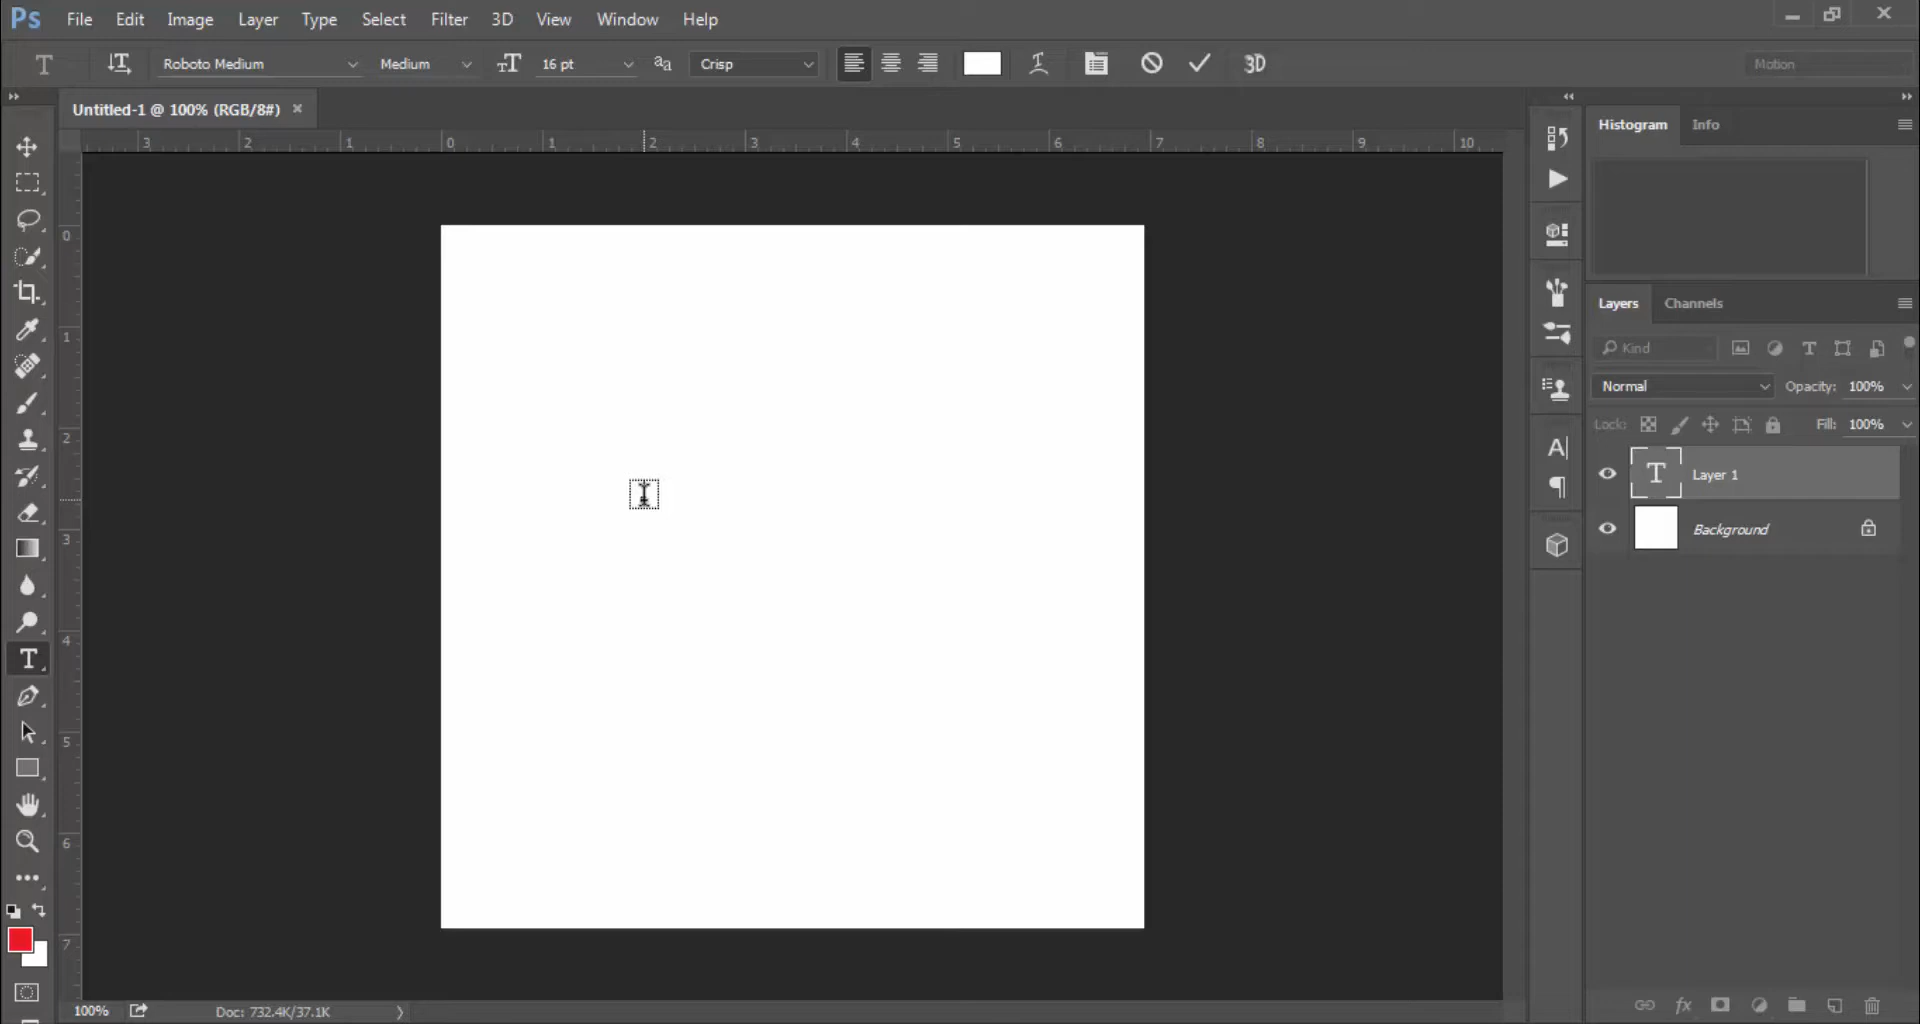 Ps File Edit Image Layer Type Select Filter 3D View Window Help
T Roboto Medium Medium 16 pt aa Crisp 3D Motion
Untitled-1 @ 100% (RGB/8#)
3 2 1 0 1 2 3 4 5 6 7 8 9 10
0
1
2
3
4
5
6
7
Histogram Info
Layers Channels
Kind
Normal Opacity: 100%
Lock: Fill: 100%
T Layer 1
Background
fx
100% Doc: 732.4K/37.1K